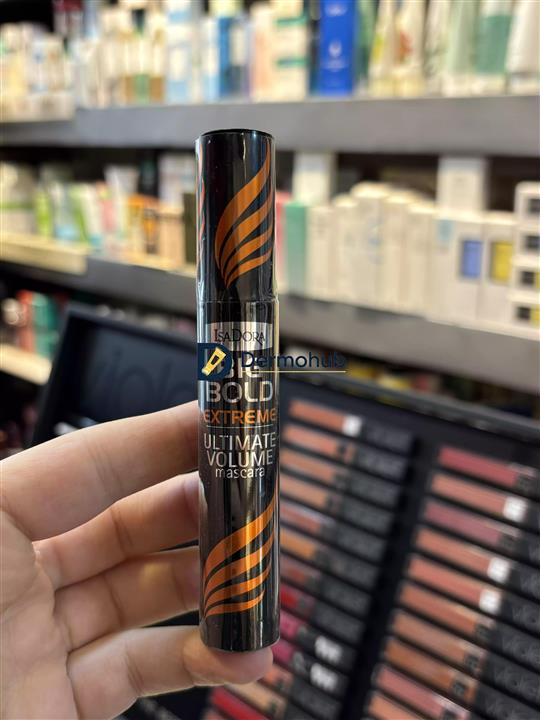 ISADORA
Dermohub
BOLD
EXTREME
ULTIMATE
VOLUME
mascara